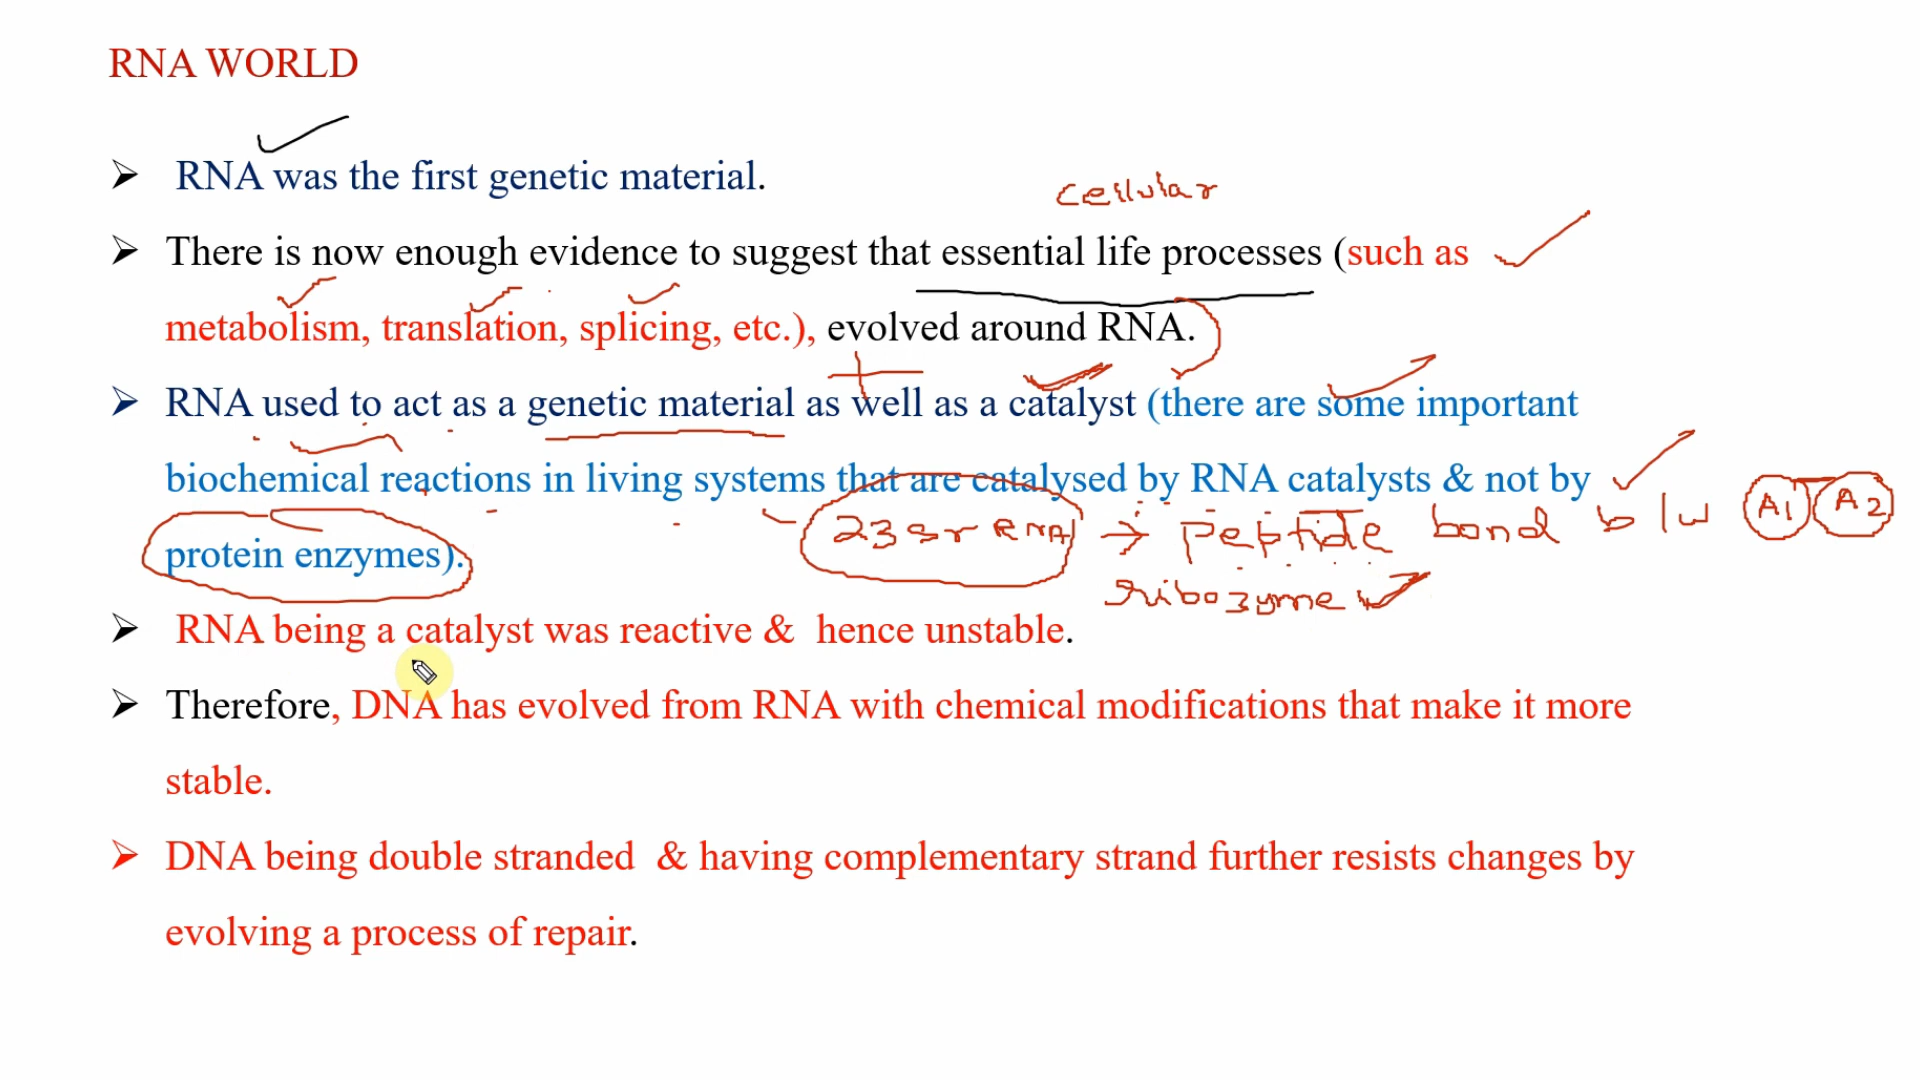 RNA WORLD
➢ RNA was the first genetic material.
cellular
➢ There is now enough evidence to suggest that essential life processes (such as
metabolism, translation, splicing, etc.), evolved around RNA.
➢ RNA used to act as a genetic material as well as a catalyst (there are some important
biochemical reactions in living systems that are catalysed by RNA catalysts & not by
A1 A2
23 Sr RNA → peptide bond b/w
protein enzymes).
ribozyme
➢ RNA being a catalyst was reactive & hence unstable.
➢ Therefore, DNA has evolved from RNA with chemical modifications that make it more
stable.
➢ DNA being double stranded & having complementary strand further resists changes by
evolving a process of repair.